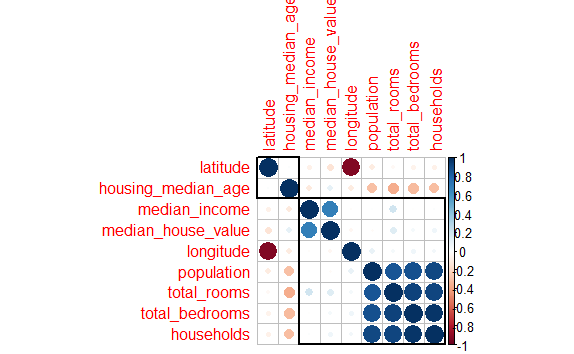 latitude
housing_median_age
median_income
median_house_value
longitude
population
total_rooms
total_bedrooms
households
latitude
housing_median_age
median_income
median_house_value
longitude
population
total_rooms
total_bedrooms
households
1
0.8
0.6
0.4
0.2
0
-0.2
-0.4
-0.6
-0.8
-1